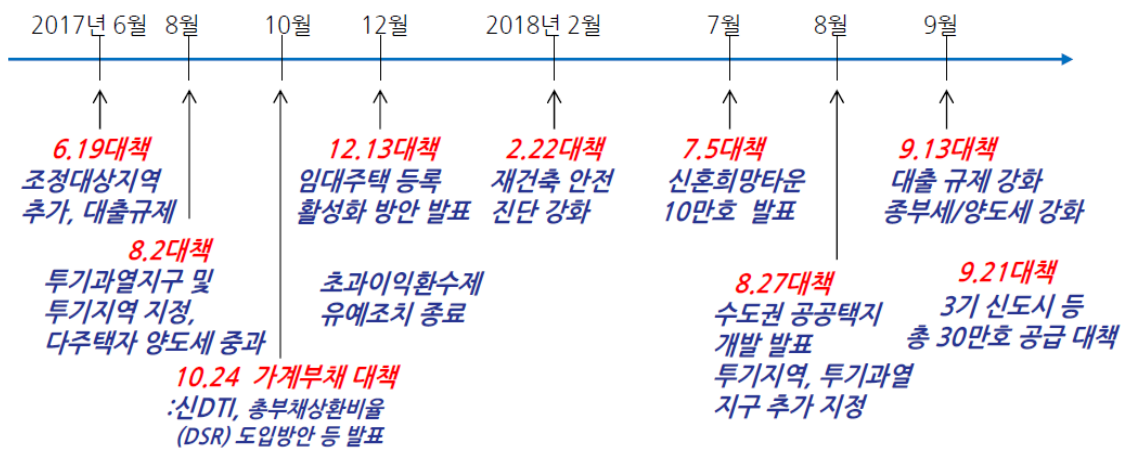 2017년 6월 8월 10월 12월 2018년 2월 7월 8월 9월
6.19대책
조정대상지역
추가, 대출규제
8.2대책
투기과열지구 및
투기지역 지정,
다주택자 양도세 중과
10.24 가계부채 대책
:신DTI, 총부채상환비율
(DSR) 도입방안 등 발표
12.13대책
임대주택 등록
활성화 방안 발표
초과이익환수제
유예조치 종료
2.22대책
재건축 안전
진단 강화
7.5대책
신혼희망타운
10만호 발표
8.27대책
수도권 공공택지
개발 발표
투기지역, 투기과열
지구 추가 지정
9.13대책
대출 규제 강화
종부세/양도세 강화
9.21대책
3기 신도시 등
총 30만호 공급 대책